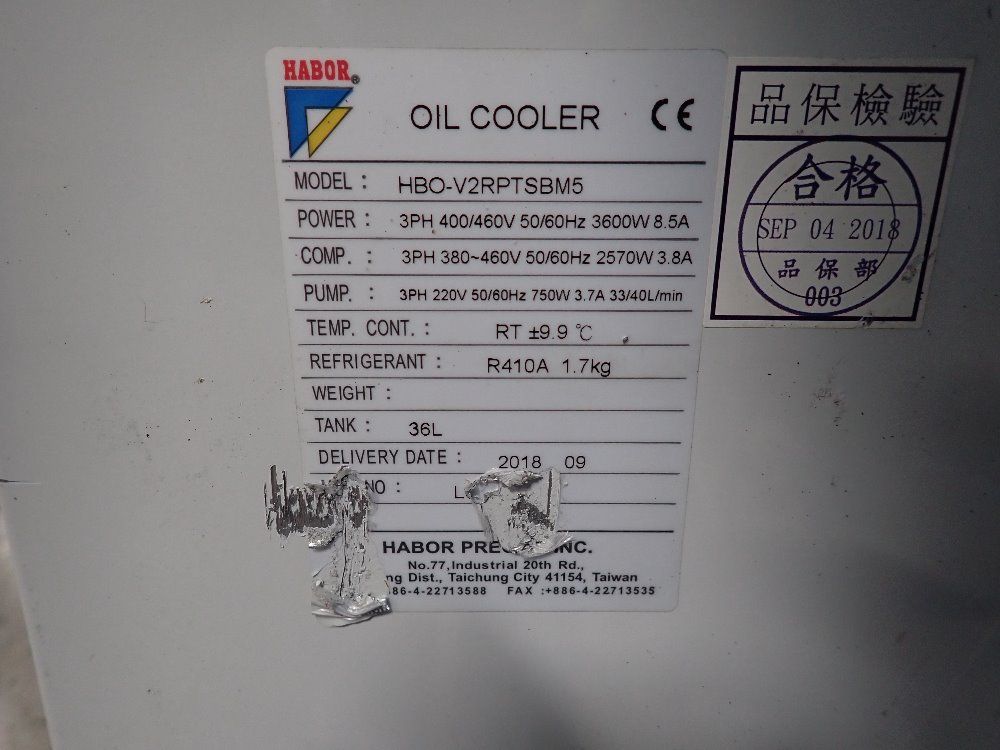 HABOR®
OIL COOLER CE
MODEL : HBO-V2RPTSBM5
POWER : 3PH 400/460V 50/60Hz 3600W 8.5A
COMP. : 3PH 380~460V 50/60Hz 2570W 3.8A
PUMP. : 3PH 220V 50/60Hz 750W 3.7A 33/40L/min
TEMP. CONT. : RT ±9.9 ℃
REFRIGERANT : R410A 1.7kg
WEIGHT :
TANK : 36L
DELIVERY DATE : 2018 09
NO : L
HABOR INC.
No.77,Industrial 20th Rd.,
Dist., Taichung City 41154, Taiwan
86-4-22713588 FAX :+886-4-22713535
品保檢驗
合格
SEP 04 2018
品保部
003